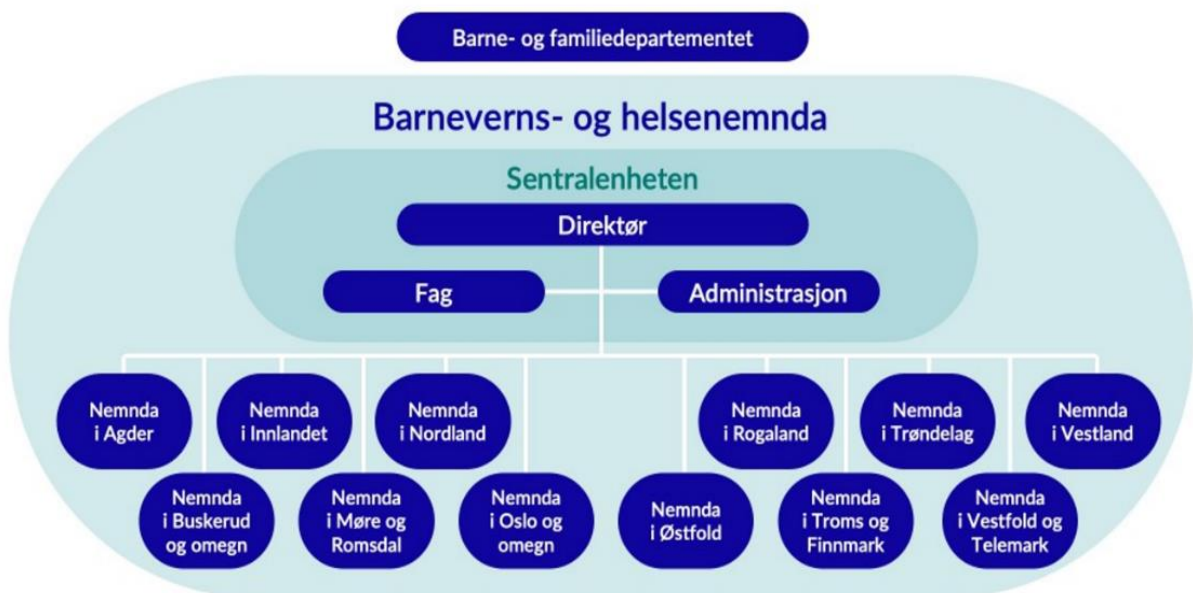 Barne- og familiedepartementet
Barneverns- og helsenemnda
Sentralenheten
Direktør
Fag
Administrasjon
Nemnda
i Agder
Nemnda
i Innlandet
Nemnda
i Nordland
Nemnda
i Rogaland
Nemnda
i Trøndelag
Nemnda
i Vestland
Nemnda
i Buskerud
og omegn
Nemnda
i Møre og
Romsdal
Nemnda
i Oslo og
omegn
Nemnda
i Østfold
Nemnda
i Troms og
Finnmark
Nemnda
i Vestfold og
Telemark